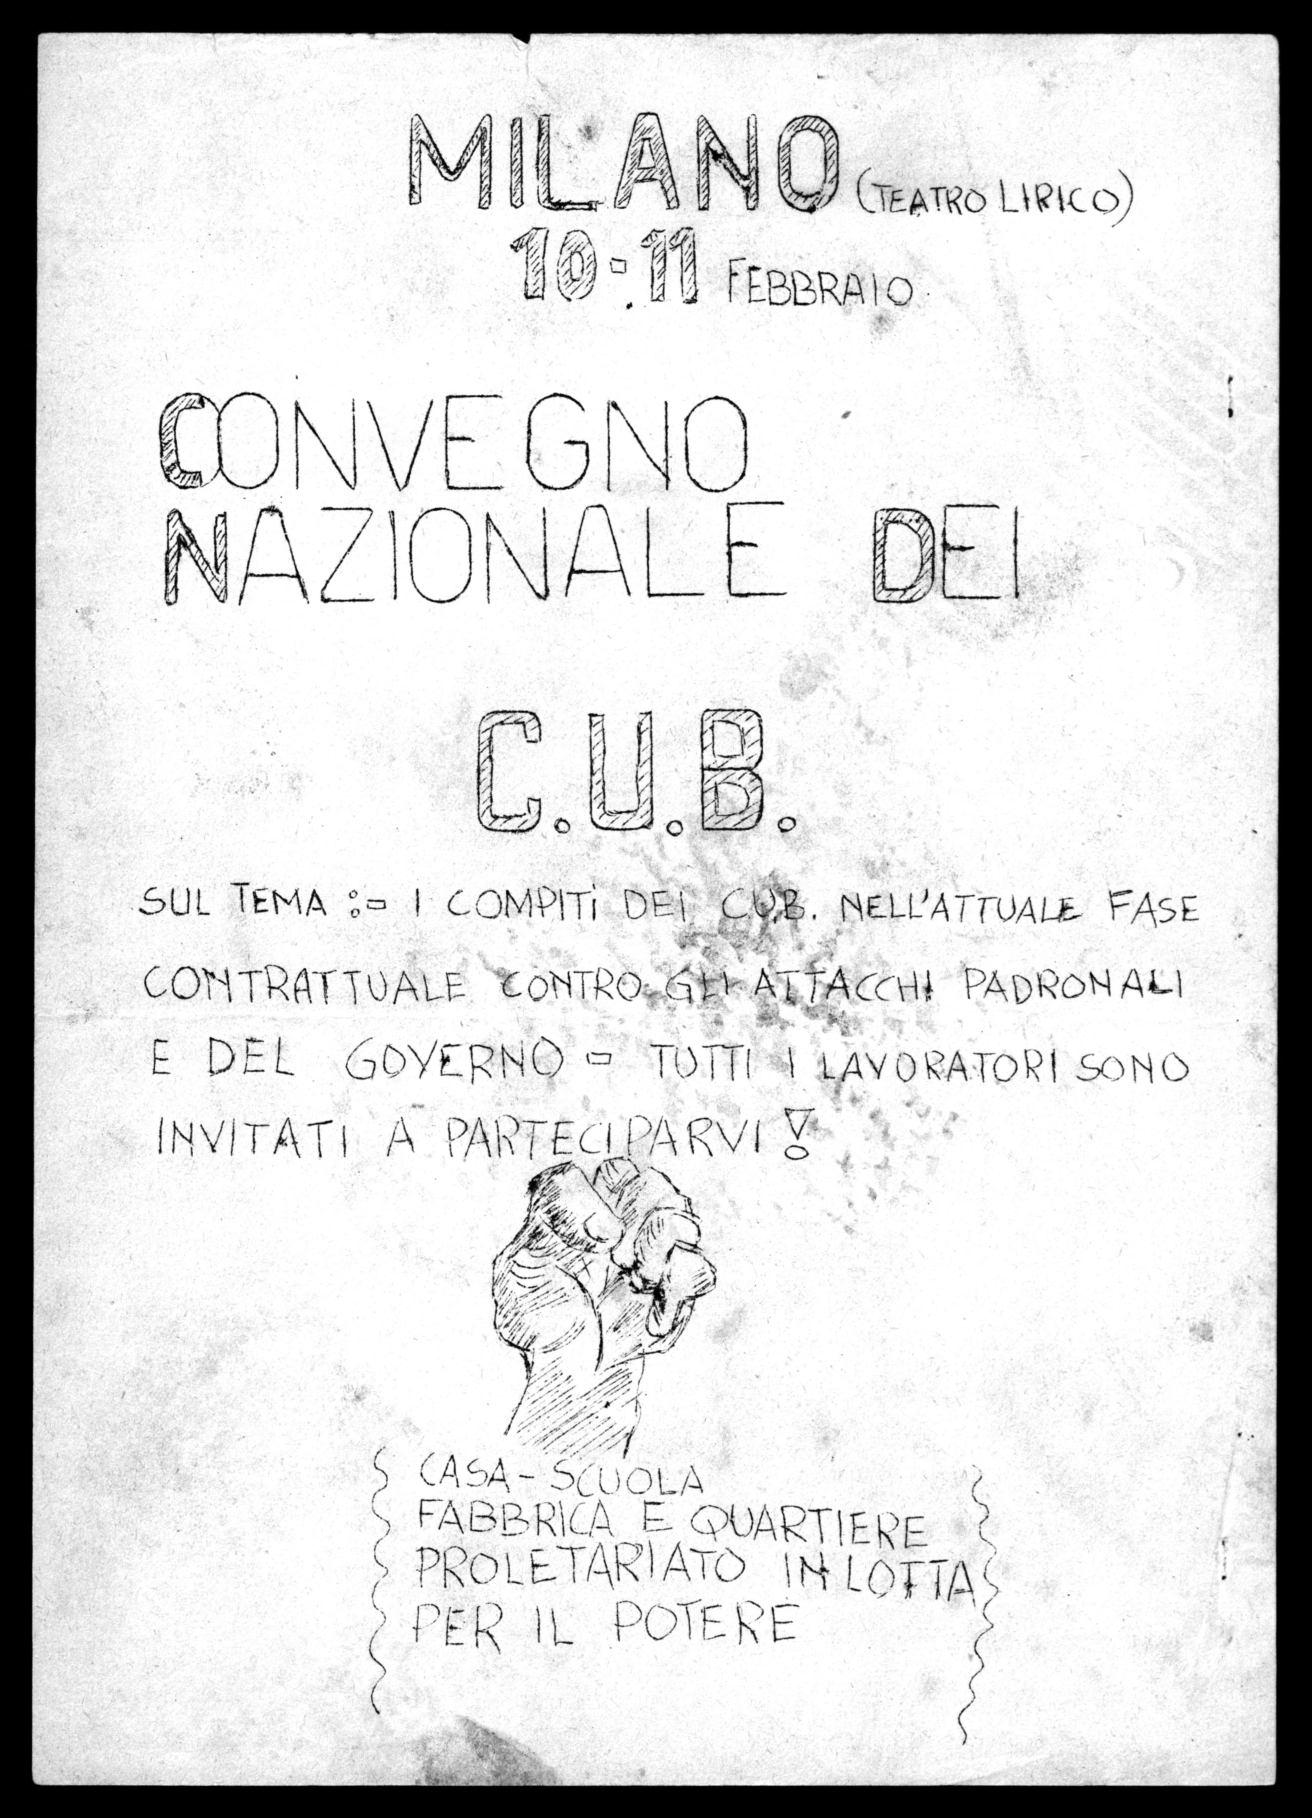 MILANO (TEATRO LIRICO)
10-11 FEBBRAIO
CONVEGNO
NAZIONALE DEI
C.U.B.
SUL TEMA := I COMPITI DEI C.U.B. NELL'ATTUALE FASE
CONTRATTUALE CONTRO GLI ATTACCHI PADRONALI
E DEL GOVERNO = TUTTI I LAVORATORI SONO
INVITATI A PARTECIPARVI!
CASA - SCUOLA
FABBRICA E QUARTIERE
PROLETARIATO IN LOTTA
PER IL POTERE